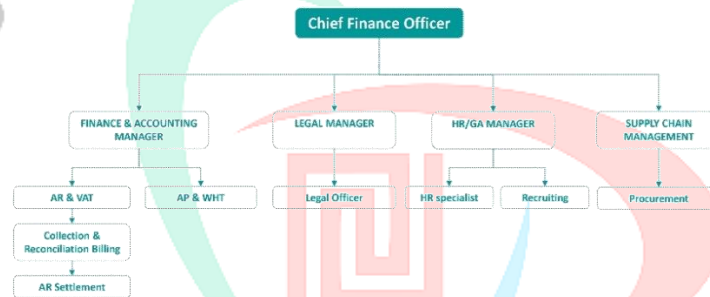 Chief Finance Officer
FINANCE & ACCOUNTING
MANAGER
LEGAL MANAGER
HR/GA MANAGER
SUPPLY CHAIN
MANAGEMENT
AR & VAT
AP & WHT
Legal Officer
HR specialist
Recruiting
Procurement
Collection &
Reconciliation Billing
AR Settlement